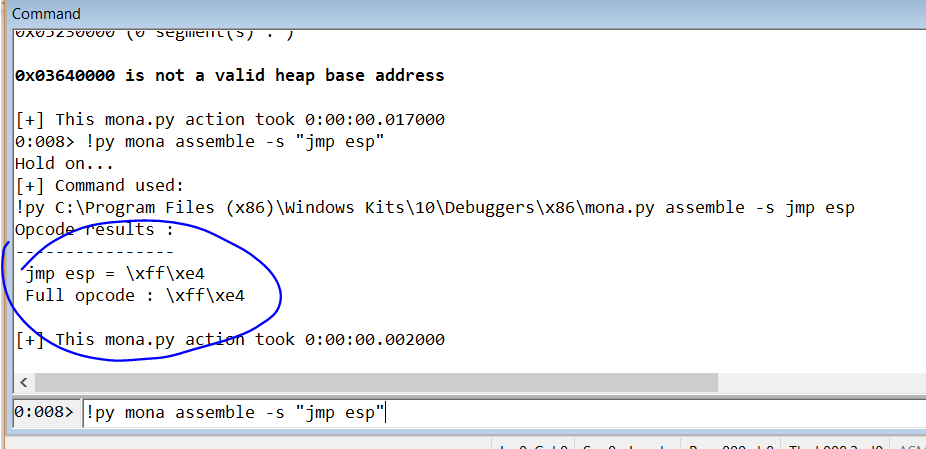 Command
0x05230000 (0 segment(s) : )
0x03640000 is not a valid heap base address
[+] This mona.py action took 0:00:00.017000
0:008> !py mona assemble -s "jmp esp"
Hold on...
[+] Command used:
!py C:\Program Files (x86)\Windows Kits\10\Debuggers\x86\mona.py assemble -s jmp esp
Opcode results :
----------------
jmp esp = \xff\xe4
Full opcode : \xff\xe4
[+] This mona.py action took 0:00:00.002000
0:008> !py mona assemble -s "jmp esp"